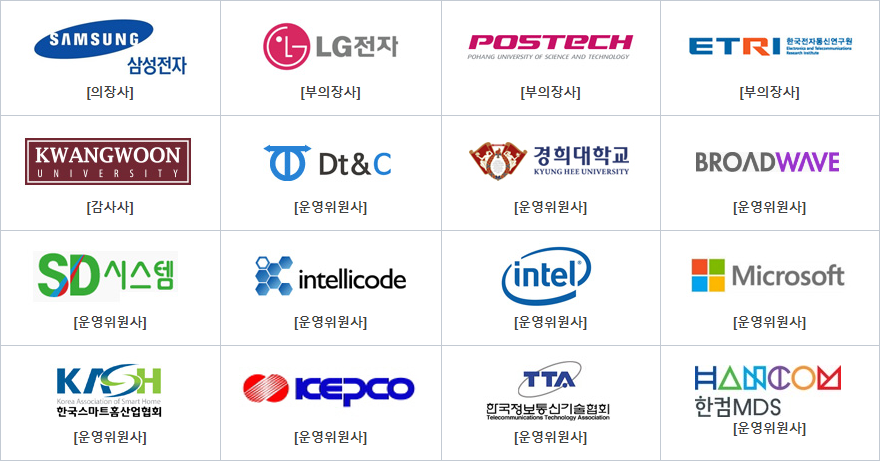 SAMSUNG
삼성전자
[의장사]
LG전자
[부의장사]
POSTECH
POHANG UNIVERSITY OF SCIENCE AND TECHNOLOGY
[부의장사]
ETRI 한국전자통신연구원
Electronics and Telecommunications
Research Institute
[부의장사]
KWANGWOON
UNIVERSITY
[감사사]
Dt&C
[운영위원사]
경희대학교
KYUNG HEE UNIVERSITY
[운영위원사]
BROADWAVE
[운영위원사]
SD시스템
[운영위원사]
intellicode
[운영위원사]
intel®
[운영위원사]
Microsoft
[운영위원사]
KASH
Korea Association of Smart Home
한국스마트홈산업협회
[운영위원사]
KEPCO
[운영위원사]
TTA
한국정보통신기술협회
Telecommunications Technology Association
[운영위원사]
HANCOM
한컴MDS
[운영위원사]